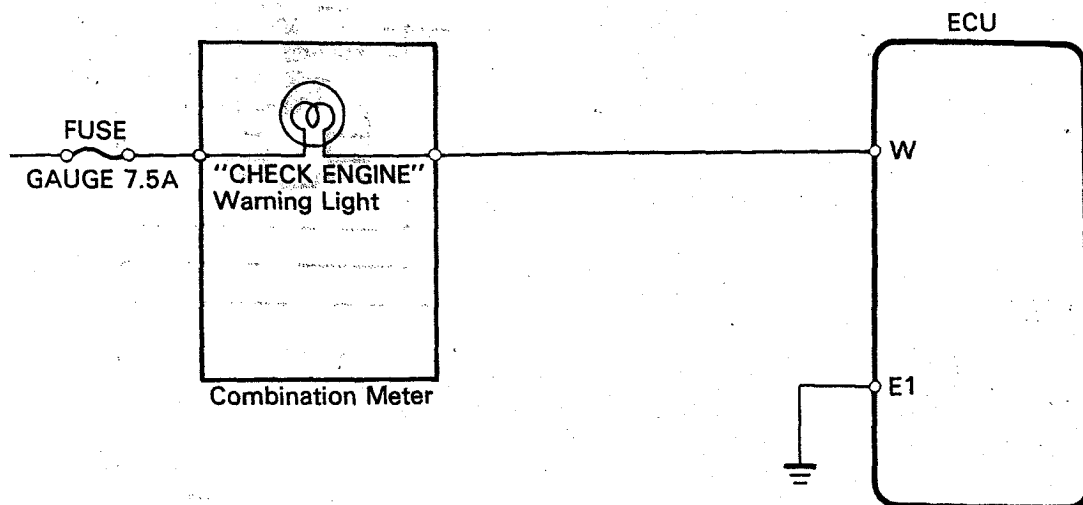 ECU
FUSE
GAUGE 7.5A
"CHECK ENGINE"
Warning Light
W
Combination Meter
E1